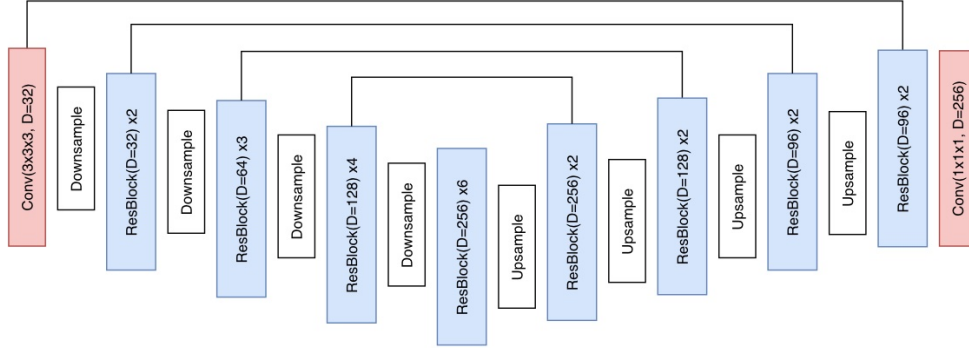 Conv(3x3x3, D=32)
Downsample
ResBlock(D=32) x2
Downsample
ResBlock(D=64) x3
Downsample
ResBlock(D=128) x4
Downsample
ResBlock(D=256) x6
Upsample
ResBlock(D=256) x2
Upsample
ResBlock(D=128) x2
Upsample
ResBlock(D=96) x2
Upsample
ResBlock(D=96) x2
Conv(1x1x1, D=256)